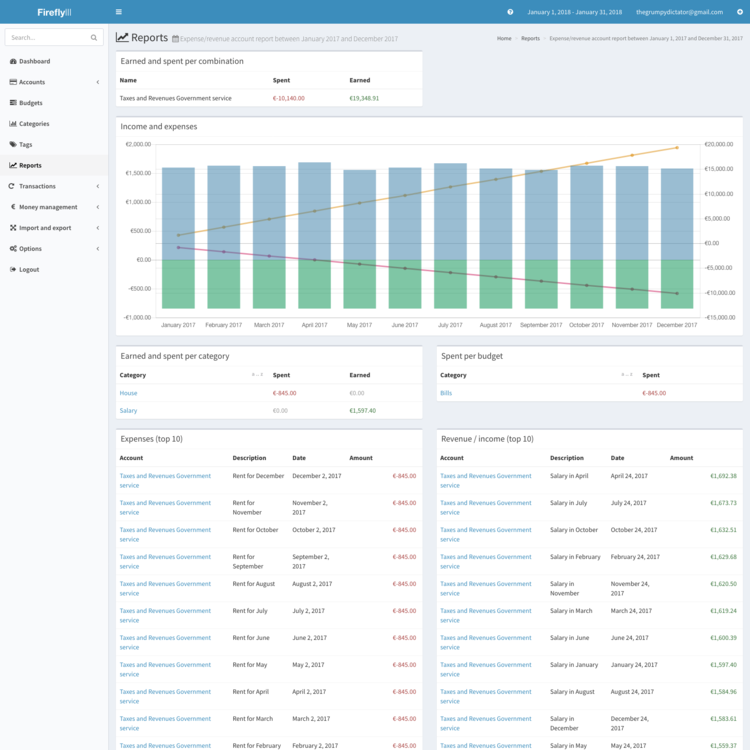 FireflyIII
January 1, 2018 - January 31, 2018
thegrumpydictator@gmail.com
Search...
Dashboard
Accounts
Budgets
Categories
Tags
Reports
Transactions
Money management
Import and export
Options
Logout
Reports Expense/revenue account report between January 2017 and December 2017
Home Reports Expense/revenue account report between January 1, 2017 and December 31, 2017
Earned and spent per combination
Name Spent Earned
Taxes and Revenues Government service €-10,140.00 €19,348.91
Income and expenses
€2,000.00
€1,500.00
€1,000.00
€500.00
€0.00
-€500.00
-€1,000.00
€20,000.00
€15,000.00
€10,000.00
€5,000.00
€0.00
-€5,000.00
-€10,000.00
-€15,000.00
January 2017 February 2017 March 2017 April 2017 May 2017 June 2017 July 2017 August 2017 September 2017 October 2017 November 2017 December 2017
Earned and spent per category
Category Spent Earned
House €-845.00 €0.00
Salary €0.00 €1,597.40
Spent per budget
Category Spent
Bills €-845.00
Expenses (top 10)
Account Description Date Amount
Taxes and Revenues Government Rent for December December 2, 2017 €-845.00
service
Taxes and Revenues Government Rent for November 2, €-845.00
service November 2017
Taxes and Revenues Government Rent for October October 2, 2017 €-845.00
service
Taxes and Revenues Government Rent for September 2, €-845.00
service September 2017
Taxes and Revenues Government Rent for August August 2, 2017 €-845.00
service
Taxes and Revenues Government Rent for July July 2, 2017 €-845.00
service
Taxes and Revenues Government Rent for June June 2, 2017 €-845.00
service
Taxes and Revenues Government Rent for May May 2, 2017 €-845.00
service
Taxes and Revenues Government Rent for April April 2, 2017 €-845.00
service
Taxes and Revenues Government Rent for March March 2, 2017 €-845.00
service
Taxes and Revenues Government Rent for February February 2, 2017 €-845.00
Revenue / income (top 10)
Account Description Date Amount
Taxes and Revenues Government Salary in April April 24, 2017 €1,692.38
service
Taxes and Revenues Government Salary in July July 24, 2017 €1,673.73
service
Taxes and Revenues Government Salary in October October 24, 2017 €1,632.51
service
Taxes and Revenues Government Salary in February February 24, 2017 €1,629.68
service
Taxes and Revenues Government Salary in November 24, €1,620.50
service November 2017
Taxes and Revenues Government Salary in March March 24, 2017 €1,619.24
service
Taxes and Revenues Government Salary in June June 24, 2017 €1,600.39
service
Taxes and Revenues Government Salary in January January 24, 2017 €1,597.40
service
Taxes and Revenues Government Salary in August August 24, 2017 €1,584.96
service
Taxes and Revenues Government Salary in December 24, €1,583.61
service December 2017
Taxes and Revenues Government Salary in May May 24, 2017 €1,559.37